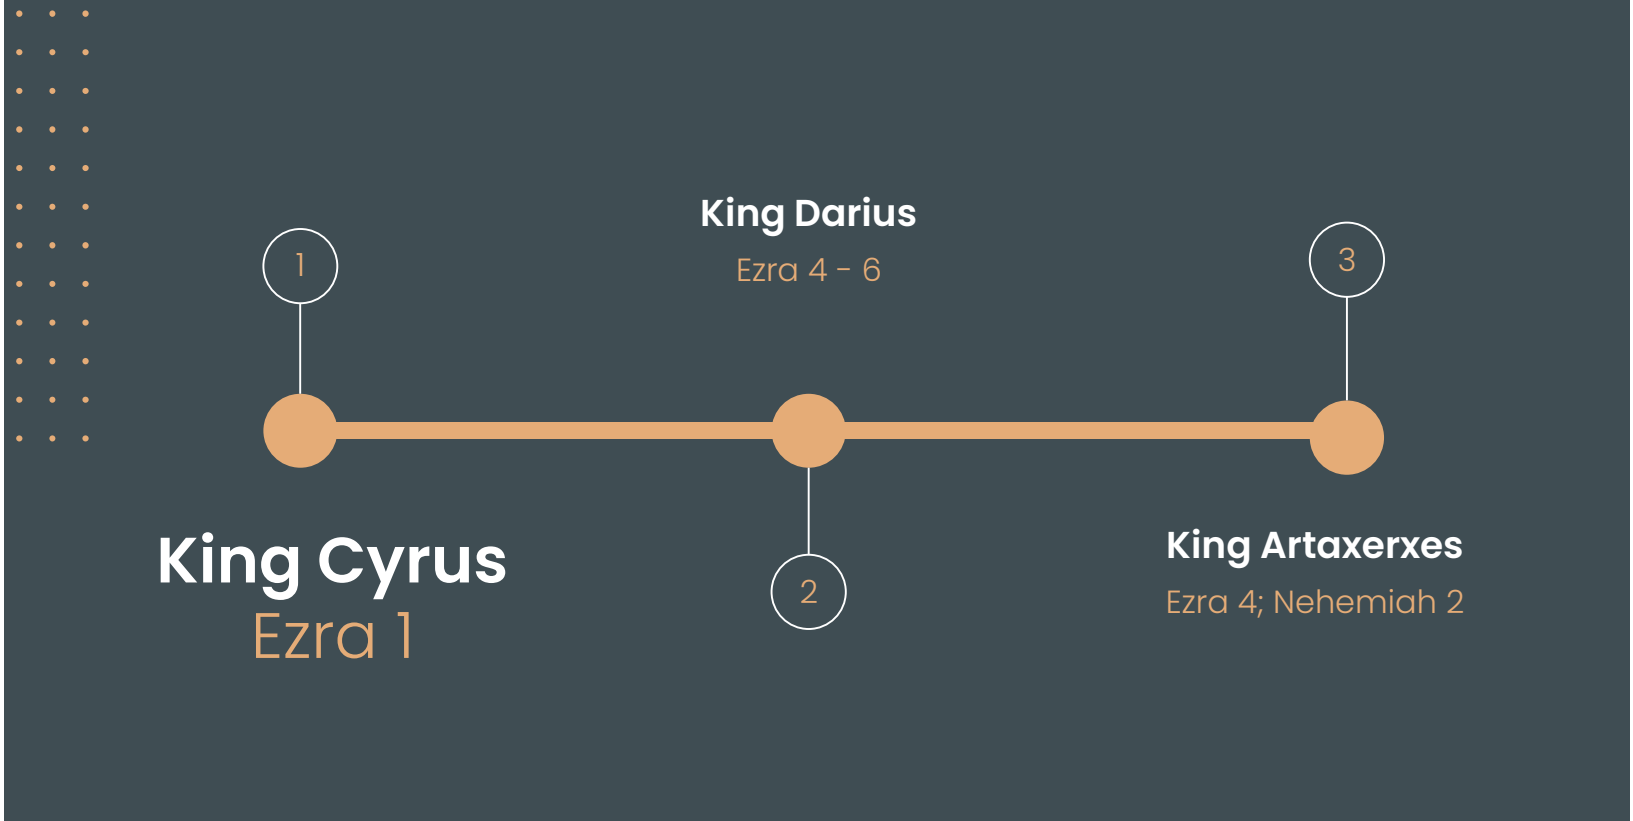 1
King Cyrus
Ezra 1
King Darius
Ezra 4 - 6
2
3
King Artaxerxes
Ezra 4; Nehemiah 2